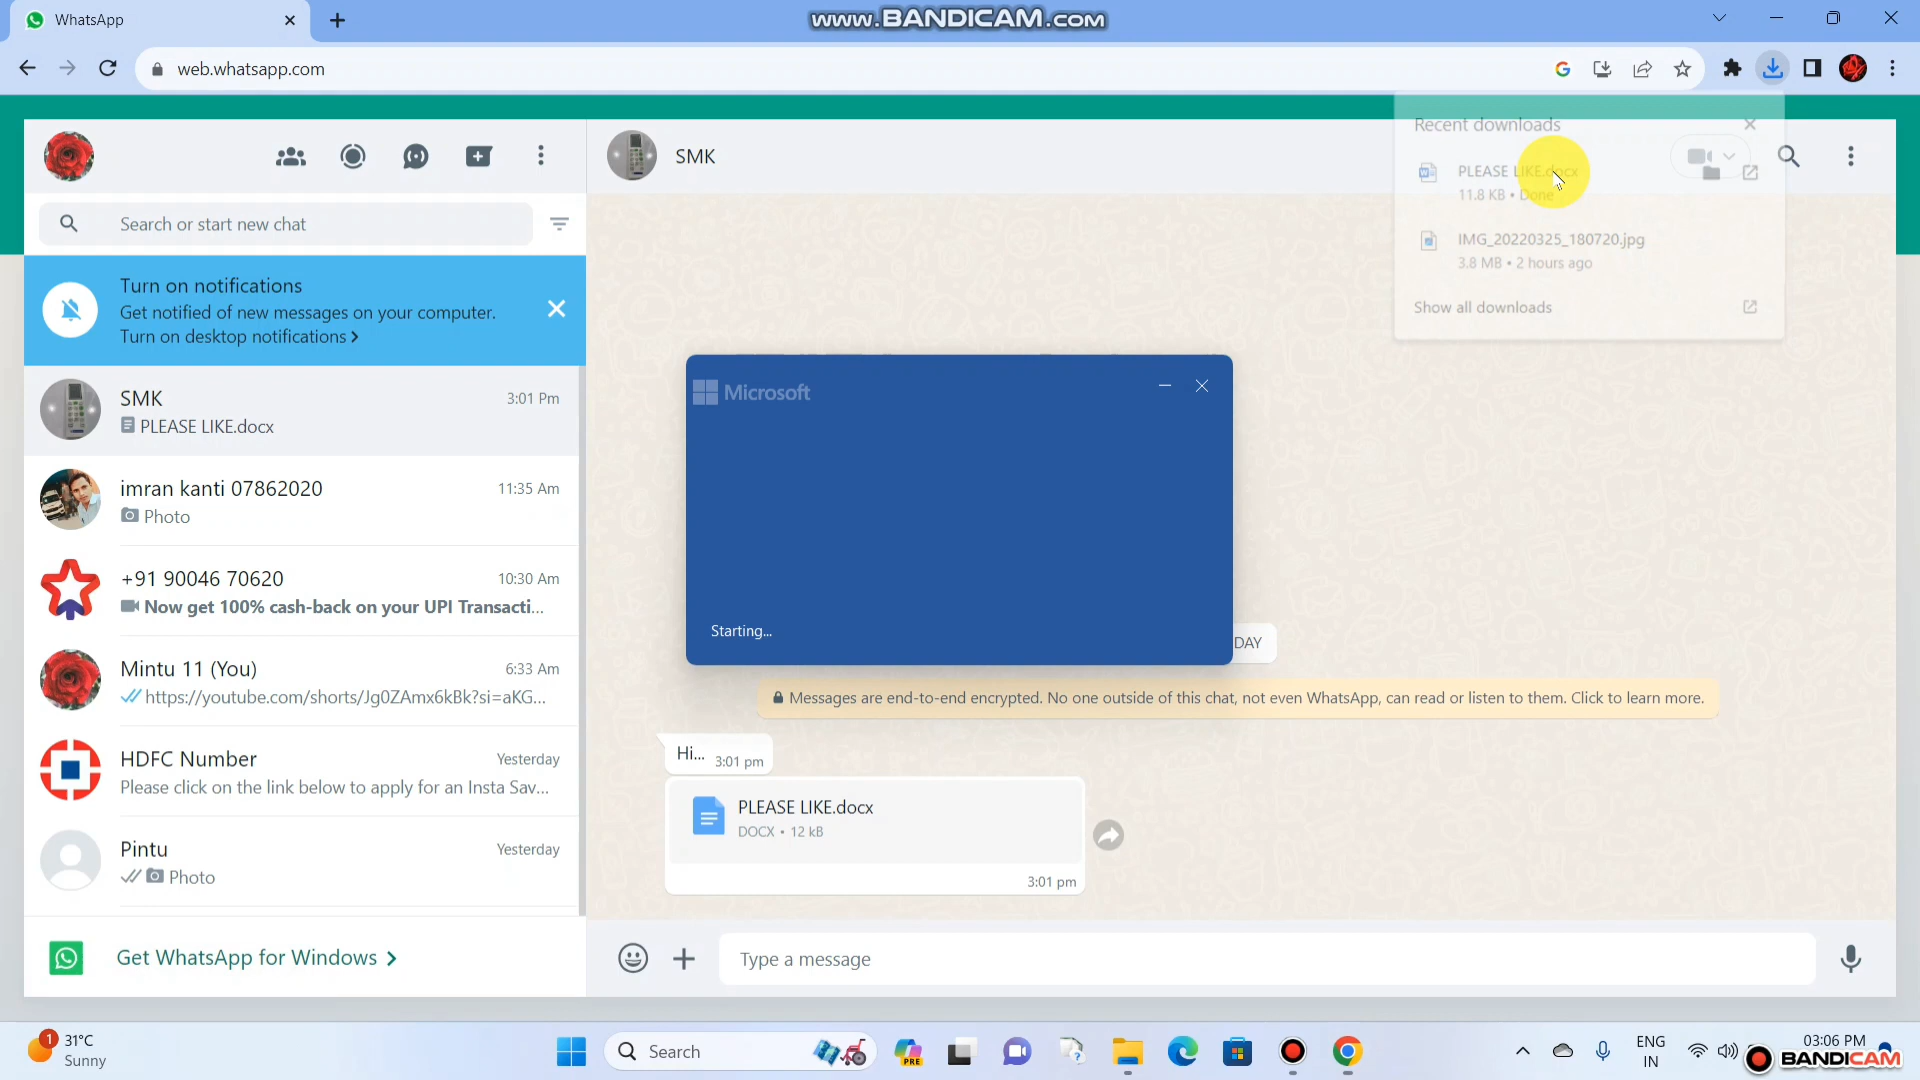 WhatsApp
www.BANDICAM.com
web.whatsapp.com
Recent downloads
PLEASE LIKE.docx
11.8 KB • Done
IMG_20220325_180720.jpg
3.8 MB • 2 hours ago
Show all downloads
SMK
Search or start new chat
Turn on notifications
Get notified of new messages on your computer.
Turn on desktop notifications >
SMK
3:01 Pm
PLEASE LIKE.docx
imran kanti 07862020
11:35 Am
Photo
+91 90046 70620
10:30 Am
Now get 100% cash-back on your UPI Transacti...
Mintu 11 (You)
6:33 Am
https://youtube.com/shorts/Jg0ZAmx6kBk?si=aKG...
HDFC Number
Yesterday
Please click on the link below to apply for an Insta Sav...
Pintu
Yesterday
Photo
Get WhatsApp for Windows >
Microsoft
Starting...
DAY
Messages are end-to-end encrypted. No one outside of this chat, not even WhatsApp, can read or listen to them. Click to learn more.
Hi... 3:01 pm
PLEASE LIKE.docx
DOCX • 12 kB
3:01 pm
Type a message
1
31°C
Sunny
Search
PRE
ENG
IN
03:06 PM
BANDICAM